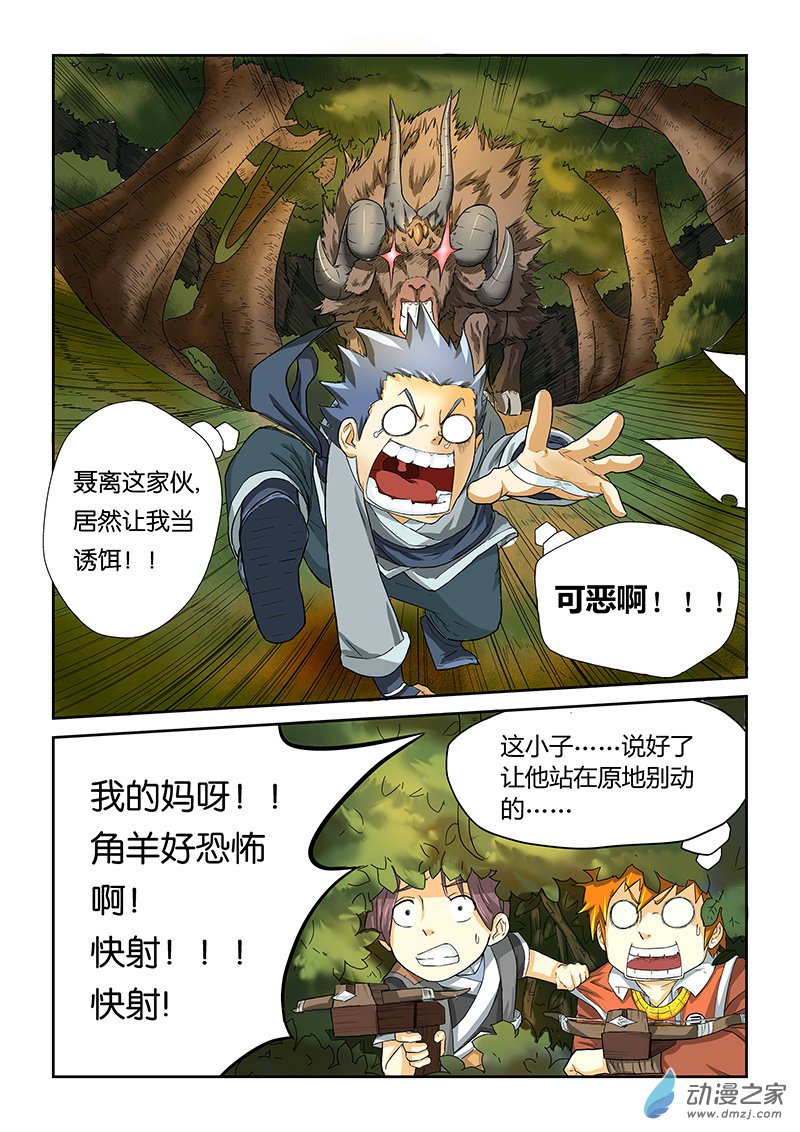 聂离这家伙,
居然让我当
诱饵！！
可恶啊！！！
这小子……说好了
让他站在原地别动
的……
我的妈呀！！
角羊好恐怖
啊！
快射！！！
快射！
动漫之家
www.dmzj.com